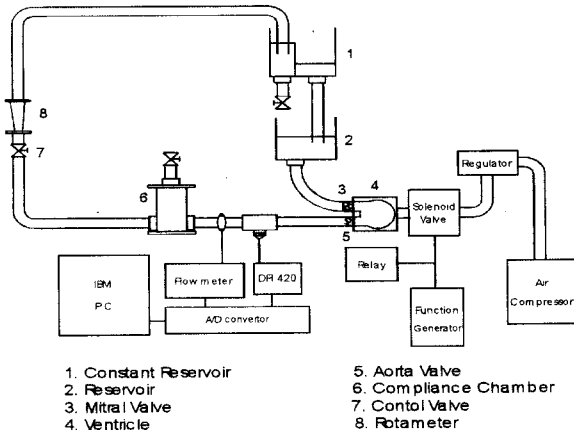 1
2
8
7
6
3
4
5
Regulator
Solenoid
Valve
Relay
Function
Generator
Air
Compressor
IBM
PC
Flow meter
DPI 420
A/D convertor
1. Constant Reservoir
2. Reservoir
3. Mitral Valve
4. Ventricle
5. Aorta Valve
6. Compliance Chamber
7. Contol Valve
8. Rotameter